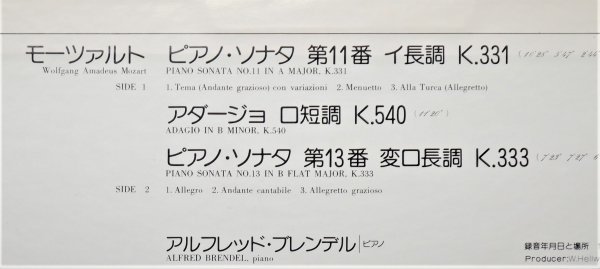 モーツァルト ピアノ・ソナタ 第11番 イ長調 K.331
Wolfgang Amadeus Mozart PIANO SONATA NO.11 IN A MAJOR, K.331
SIDE 1 1. Tema (Andante grazioso) con variazioni 2. Menuetto 3. Alla Turca (Allegretto)
アダージョ ロ短調 K.540 (11'20")
ADAGIO IN B MINOR, K.540
ピアノ・ソナタ 第13番 変ロ長調 K.333
PIANO SONATA NO.13 IN B FLAT MAJOR, K.333
SIDE 2 1. Allegro 2. Andante cantabile 3. Allegretto grazioso
アルフレッド・ブレンデル|ピアノ
ALFRED BRENDEL, piano
録音年月日と場所
Producer:W.Hellw